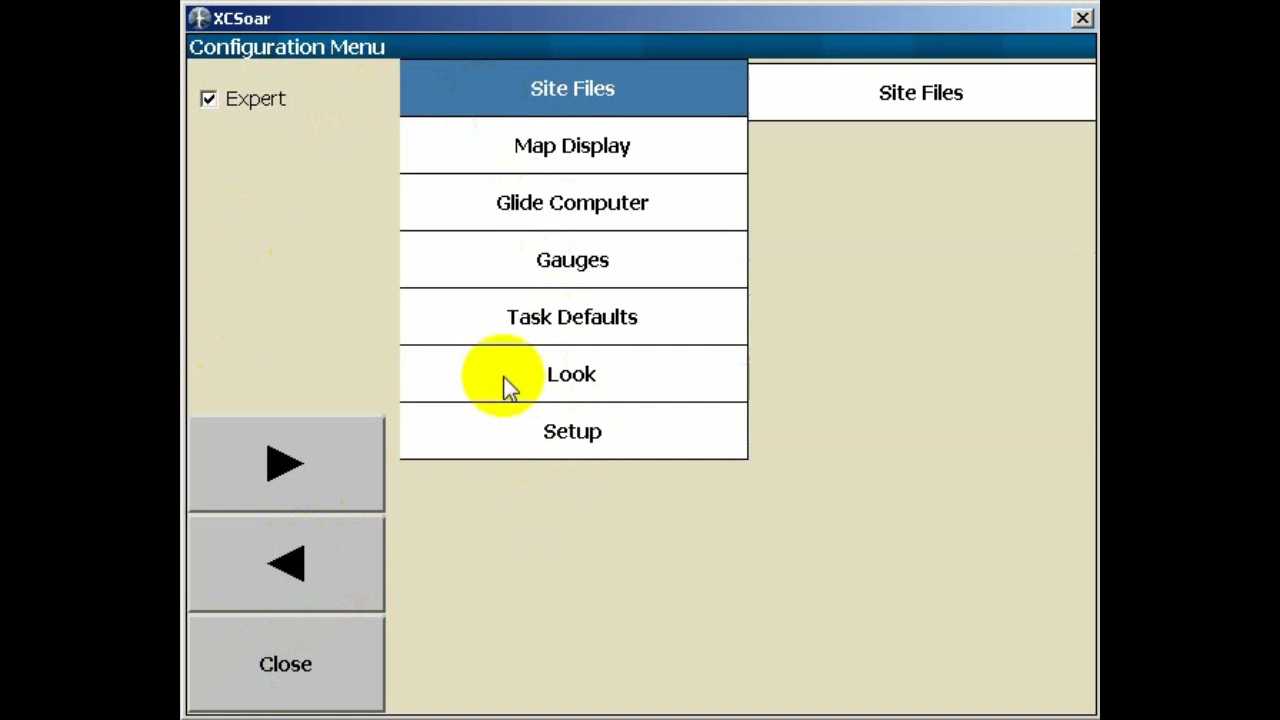 XCSoar
Configuration Menu
Expert
Site Files
Map Display
Glide Computer
Gauges
Task Defaults
Look
Setup
Site Files
Close